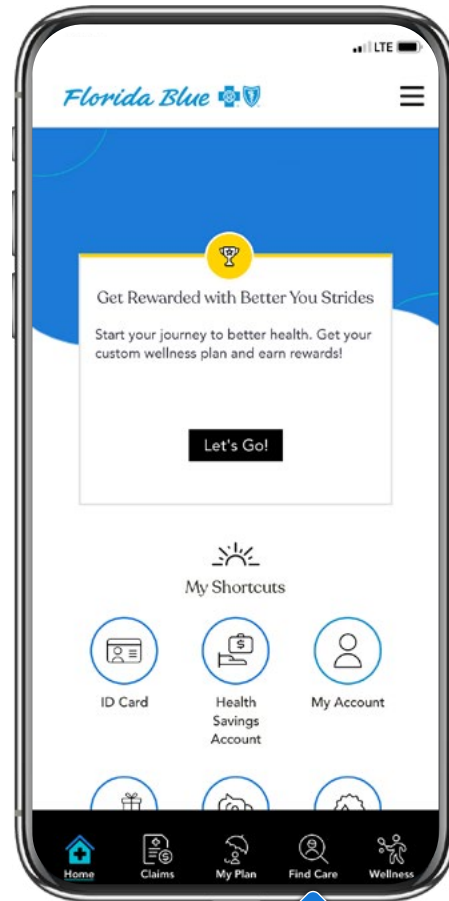 LTE
Florida Blue
Get Rewarded with Better You Strides
Start your journey to better health. Get your
custom wellness plan and earn rewards!
Let's Go!
My Shortcuts
ID Card
Health
Savings
Account
My Account
Home
Claims
My Plan
Find Care
Wellness